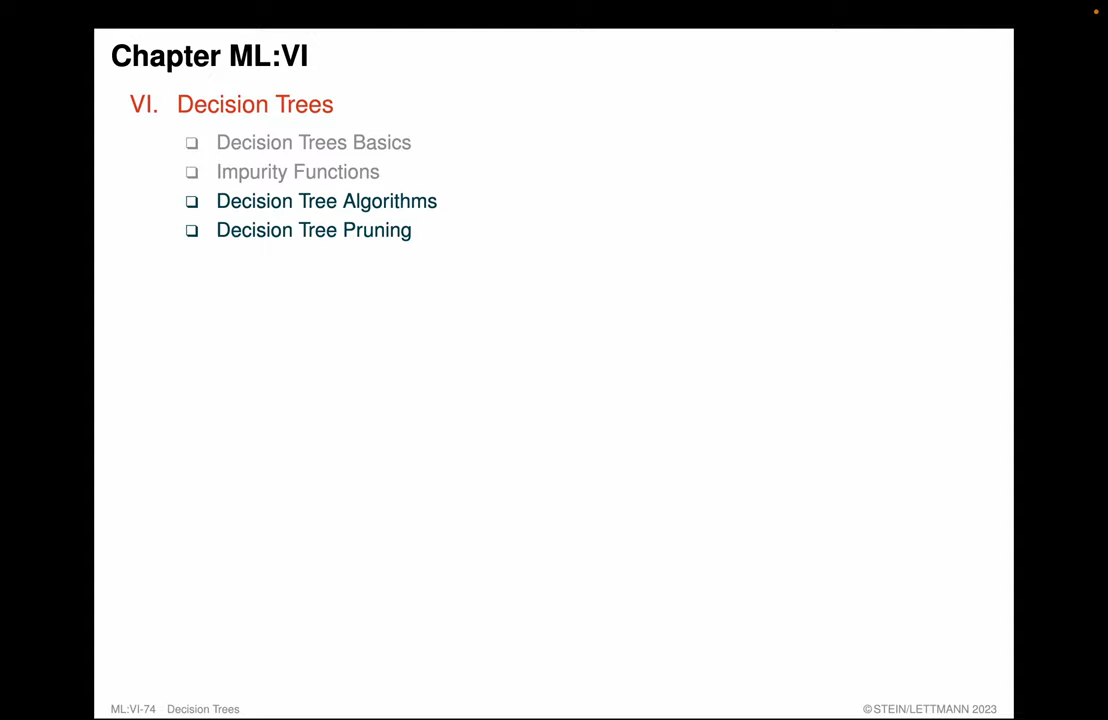 Chapter ML:VI
VI. Decision Trees
❑ Decision Trees Basics
❑ Impurity Functions
❑ Decision Tree Algorithms
❑ Decision Tree Pruning
ML:VI-74 Decision Trees
©STEIN/LETTMANN 2023